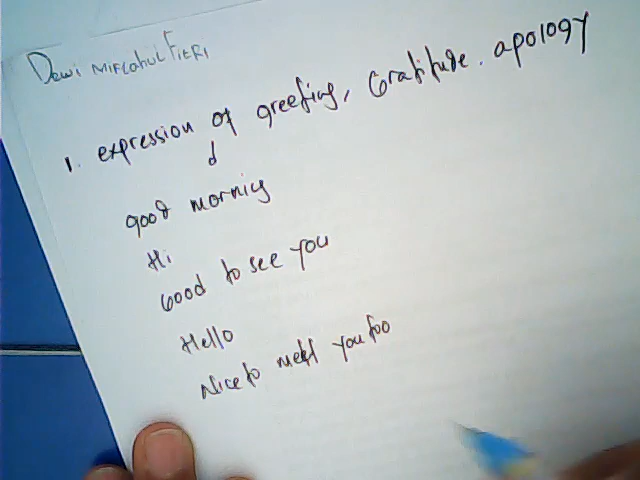 Dewi MIFtahul FitRI
1. expression of greeting, Gratitude. apology
d
good morning
Hi
Good to see you
Hello
Nice to meet you too